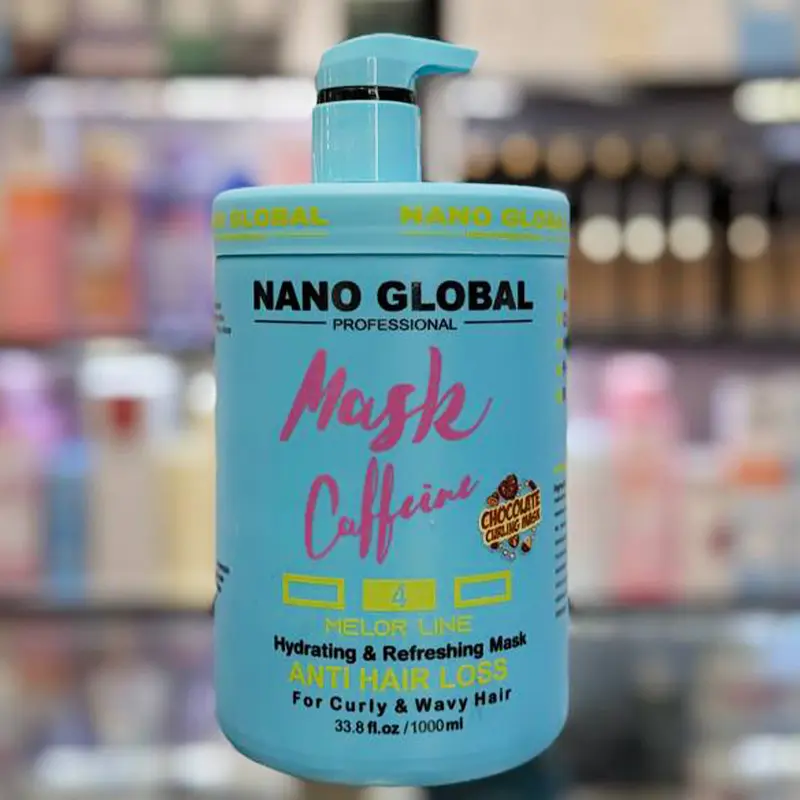 NANO GLOBAL
NANO GLOBAL
NANO GLOBAL
PROFESSIONAL
Mask
Caffeine
CHOCOLATE
CURLING MASK
4
MELOR LINE
Hydrating & Refreshing Mask
ANTI HAIR LOSS
For Curly & Wavy Hair
33.8 fl.oz / 1000ml